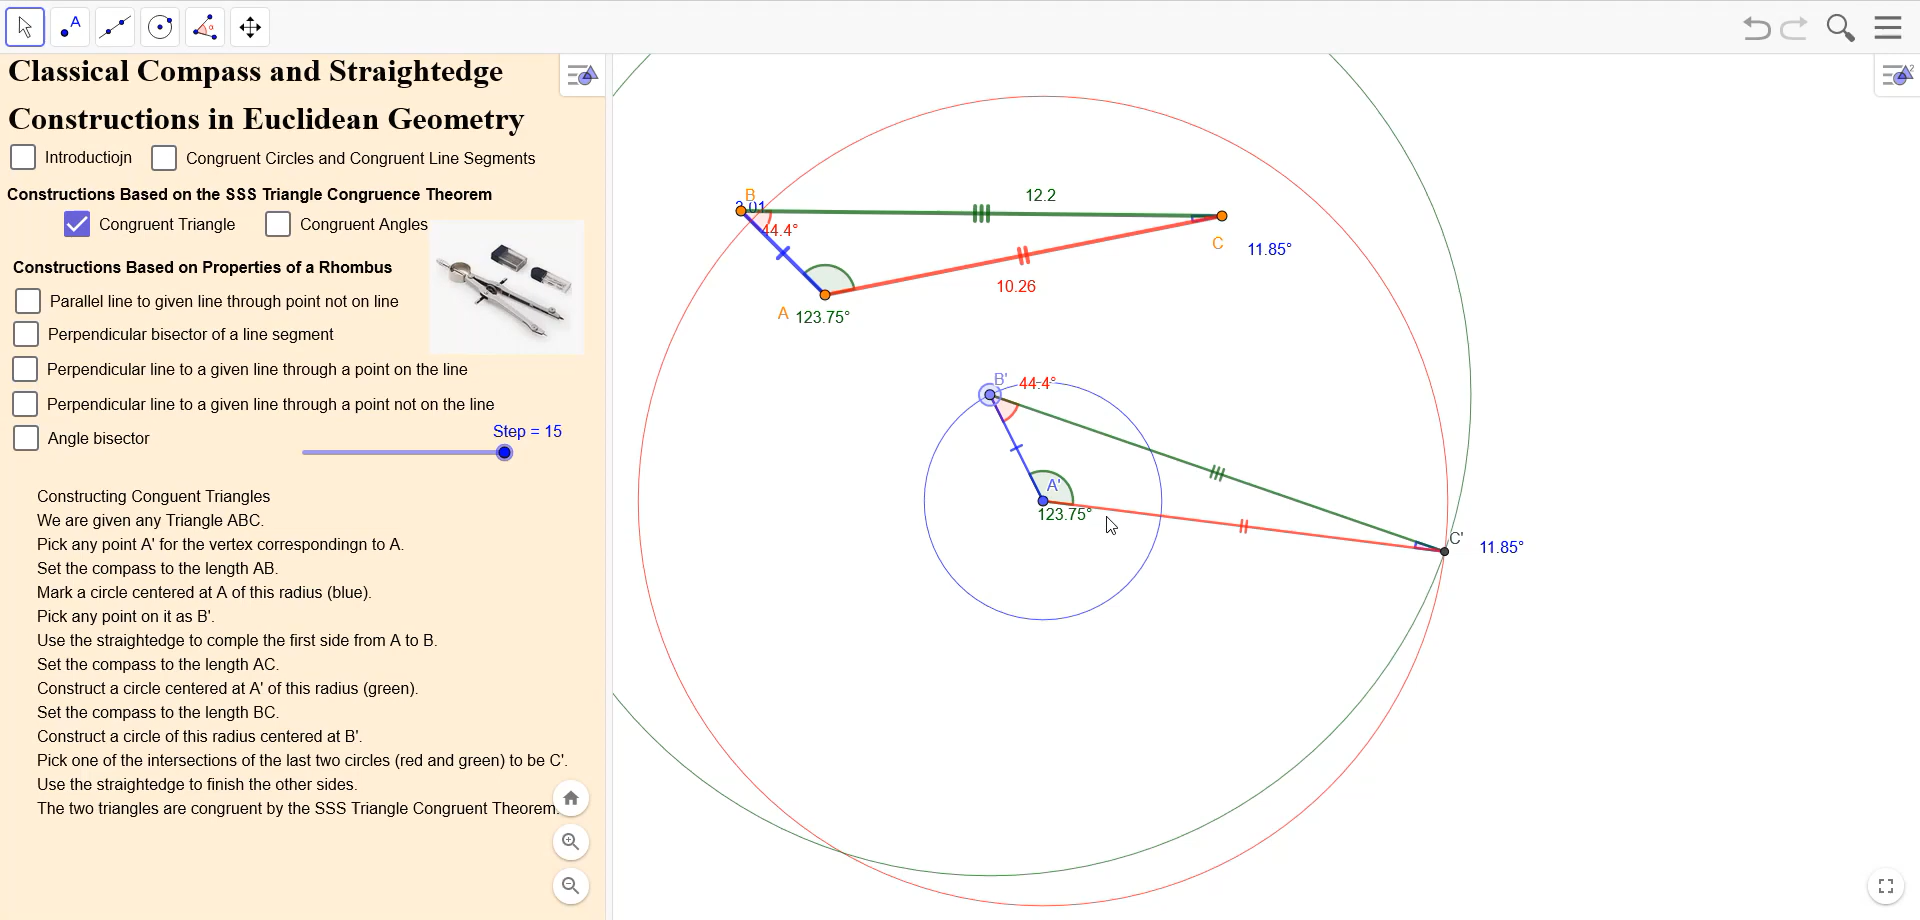 A
Classical Compass and Straightedge
Constructions in Euclidean Geometry
Introductiojn
Congruent Circles and Congruent Line Segments
Constructions Based on the SSS Triangle Congruence Theorem
Congruent Triangle
Congruent Angles
Constructions Based on Properties of a Rhombus
Parallel line to given line through point not on line
Perpendicular bisector of a line segment
Perpendicular line to a given line through a point on the line
Perpendicular line to a given line through a point not on the line
Angle bisector
Step = 15
Constructing Conguent Triangles
We are given any Triangle ABC.
Pick any point A' for the vertex correspondingn to A.
Set the compass to the length AB.
Mark a circle centered at A of this radius (blue).
Pick any point on it as B'.
Use the straightedge to comple the first side from A to B.
Set the compass to the length AC.
Construct a circle centered at A' of this radius (green).
Set the compass to the length BC.
Construct a circle of this radius centered at B'.
Pick one of the intersections of the last two circles (red and green) to be C'.
Use the straightedge to finish the other sides.
The two triangles are congruent by the SSS Triangle Congruent Theorem.
2
B
12.2
44.4°
C
11.85°
10.26
A
123.75°
B'
44.4°
A'
123.75°
C'
11.85°